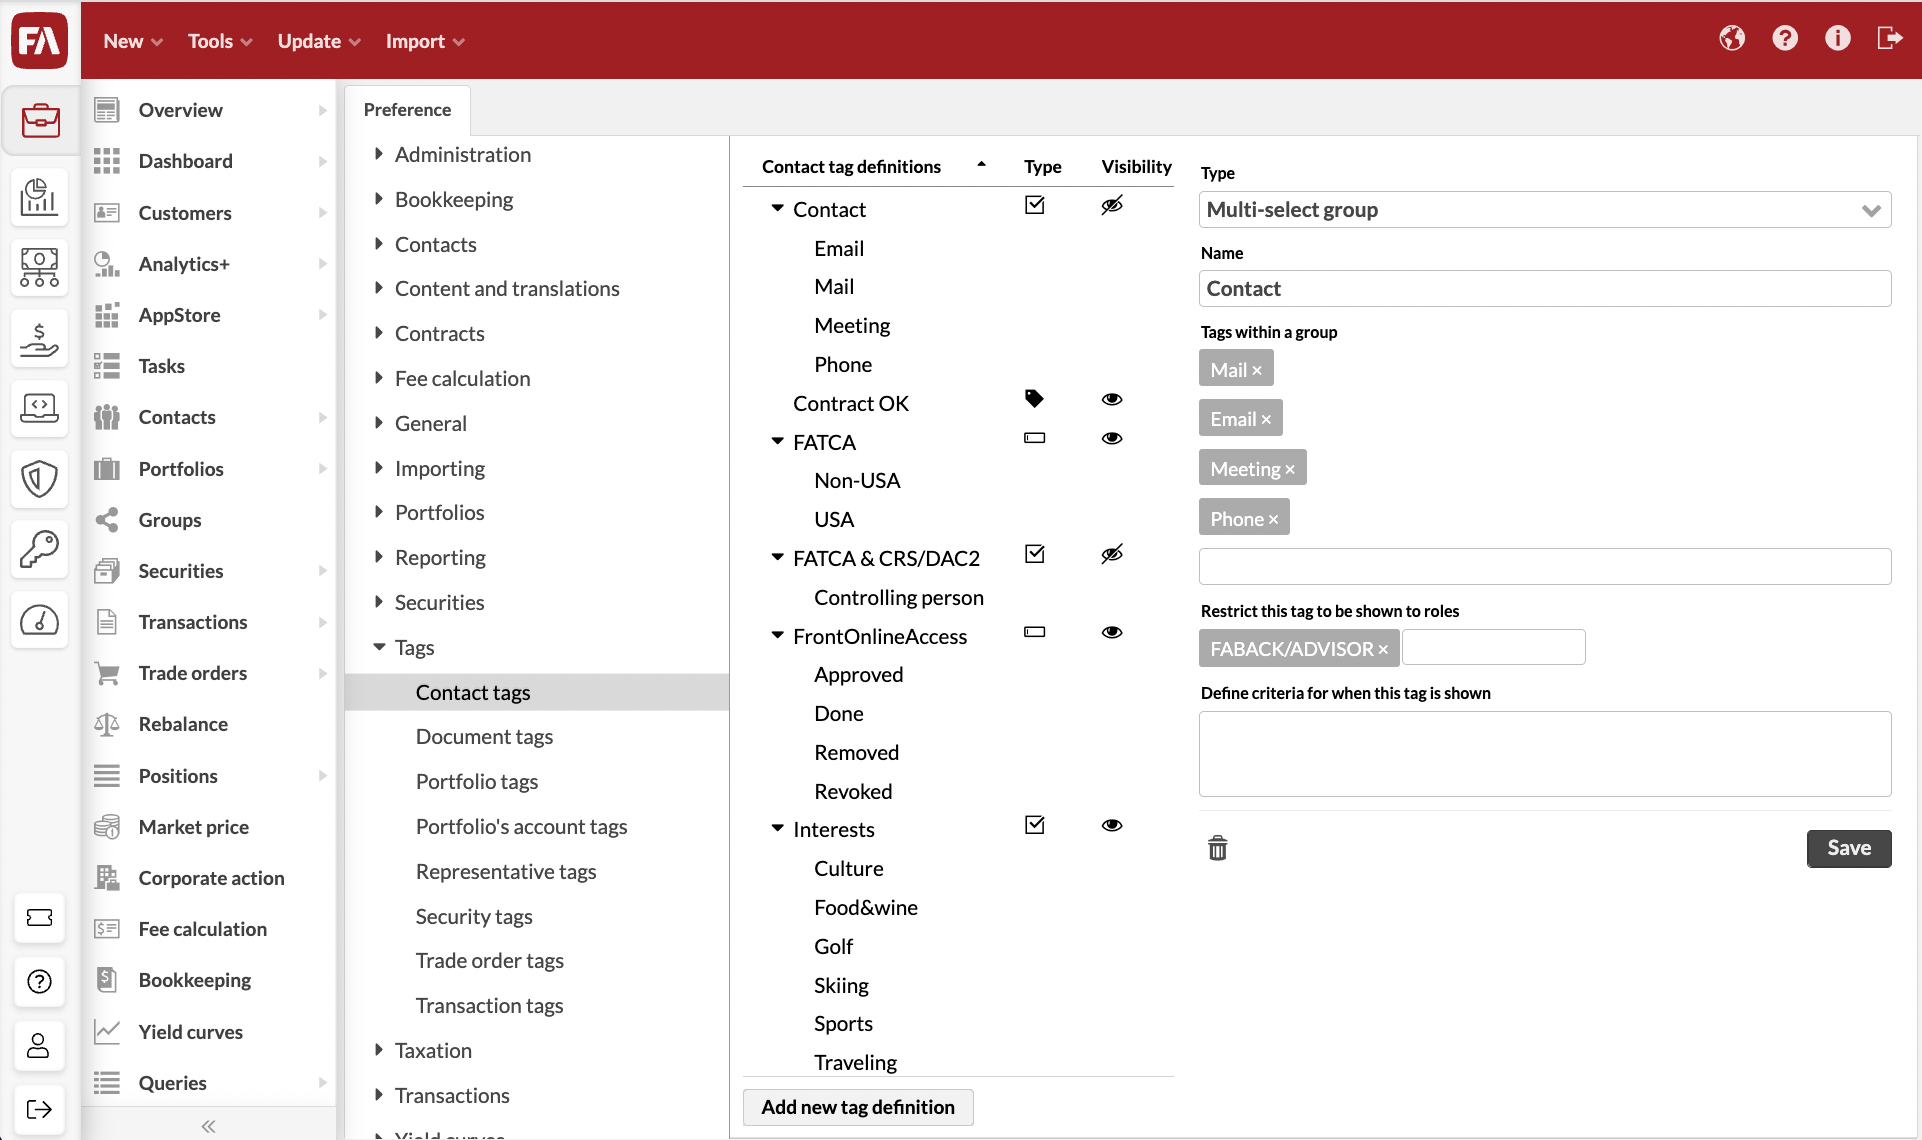 FA
New
Tools
Update
Import
Overview
Dashboard
Customers
Analytics+
AppStore
Tasks
Contacts
Portfolios
Groups
Securities
Transactions
Trade orders
Rebalance
Positions
Market price
Corporate action
Fee calculation
Bookkeeping
Yield curves
Queries
Preference
Administration
Bookkeeping
Contacts
Content and translations
Contracts
Fee calculation
General
Importing
Portfolios
Reporting
Securities
Tags
Contact tags
Document tags
Portfolio tags
Portfolio's account tags
Representative tags
Security tags
Trade order tags
Transaction tags
Taxation
Transactions
Yield curves
Contact tag definitions Type Visibility
Contact
Email
Mail
Meeting
Phone
Contract OK
FATCA
Non-USA
USA
FATCA & CRS/DAC2
Controlling person
FrontOnlineAccess
Approved
Done
Removed
Revoked
Interests
Culture
Food&wine
Golf
Skiing
Sports
Traveling
Add new tag definition
Type
Multi-select group
Name
Contact
Tags within a group
Mail ×
Email ×
Meeting ×
Phone ×
Restrict this tag to be shown to roles
FABACK/ADVISOR ×
Define criteria for when this tag is shown
Save